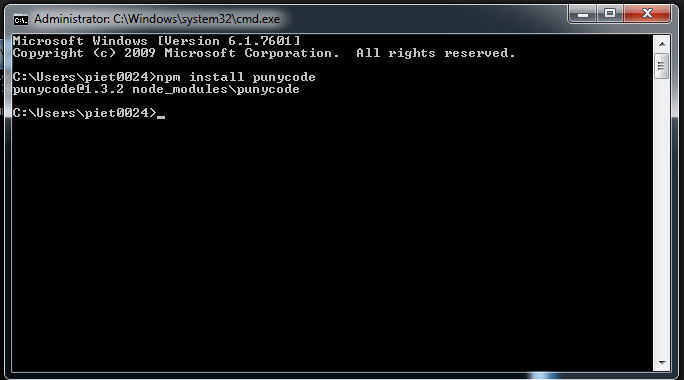 Administrator: C:\Windows\system32\cmd.exe
Microsoft Windows [Version 6.1.7601]
Copyright (c) 2009 Microsoft Corporation.  All rights reserved.
C:\Users\piet0024>npm install punycode
punycode@1.3.2 node_modules\punycode
C:\Users\piet0024>_